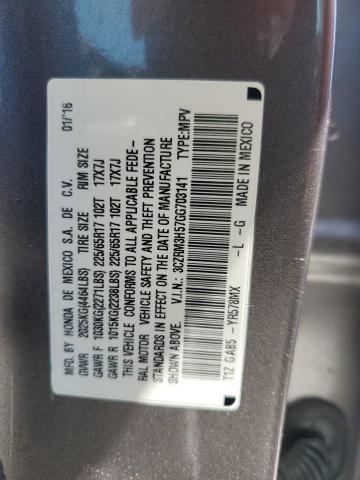 MFD. BY HONDA DE MEXICO S.A. DE C.V. 01/'16
GVWR 2025KG(4464LBS) TIRE SIZE RIM SIZE
GAWR F 1030KG(2271LBS) 225/65R17 102T 17X7J
GAWR R 1015KG(2238LBS) 225/65R17 102T 17X7J
THIS VEHICLE CONFORMS TO ALL APPLICABLE FEDE-
RAL MOTOR VEHICLE SAFETY AND THEFT PREVENTION
STANDARDS IN EFFECT ON THE DATE OF MANUFACTURE
V.I.N.: 3CZRM3H57GG703141 TYPE:MPV
T1Z GAB5 -YR578MX -L -G MADE IN MEXICO